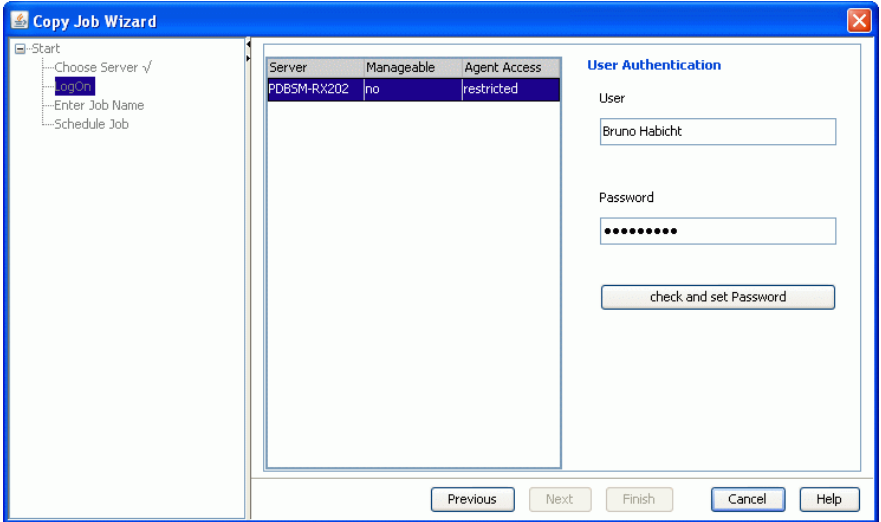 Copy Job Wizard
Start
Choose Server √
LogOn
Enter Job Name
Schedule Job
Server Manageable Agent Access
PDBSM-RX202 no restricted
User Authentication
User
Bruno Habicht
Password
●●●●●●●●●
check and set Password
Previous Next Finish Cancel Help